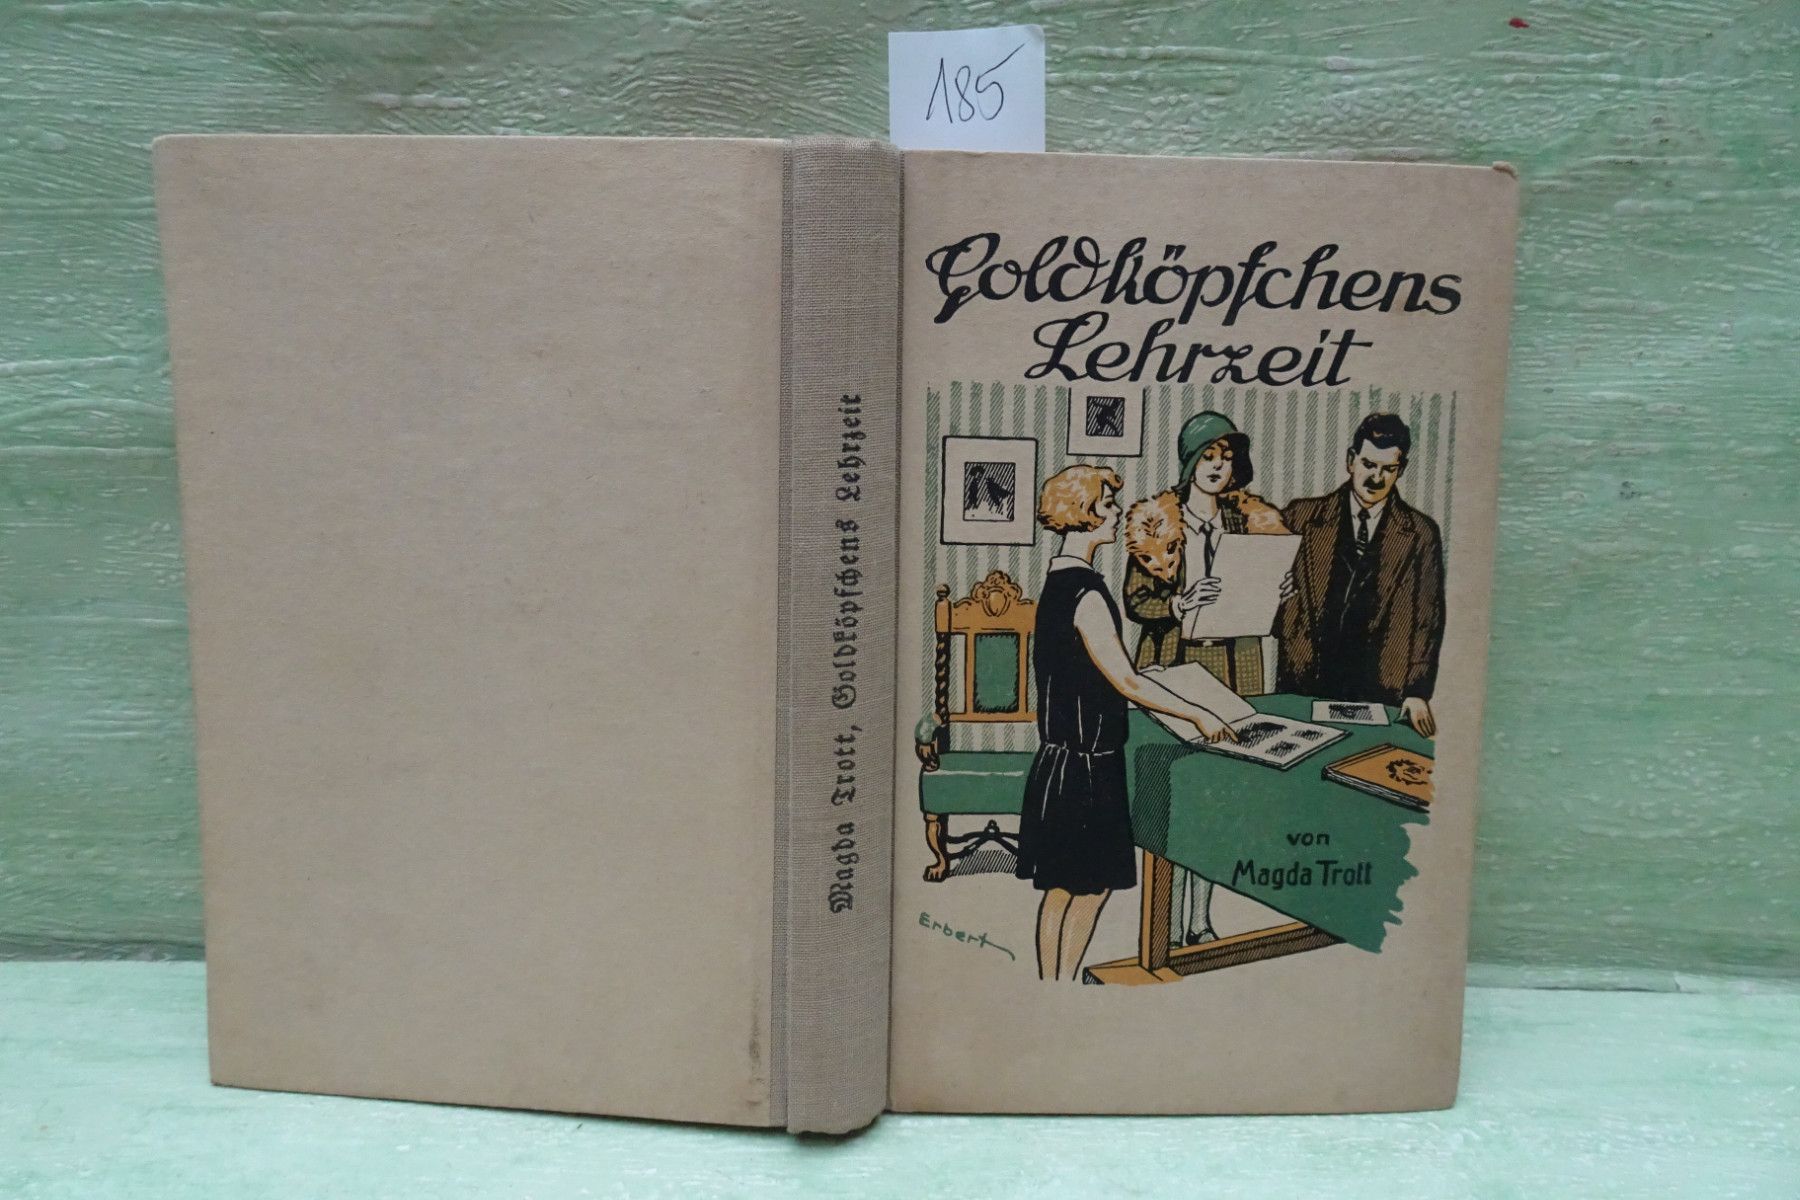 185
Goldköpfchens
Lehrzeit
von
Magda Trott
Erbert
Magda Trott, Goldköpfchens Lehrzeit